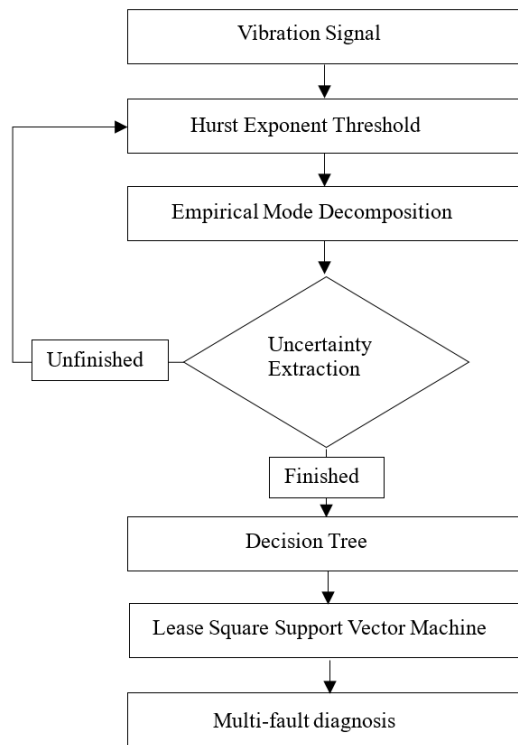 Vibration Signal
Hurst Exponent Threshold
Empirical Mode Decomposition
Uncertainty
Extraction
Unfinished
Finished
Decision Tree
Lease Square Support Vector Machine
Multi-fault diagnosis